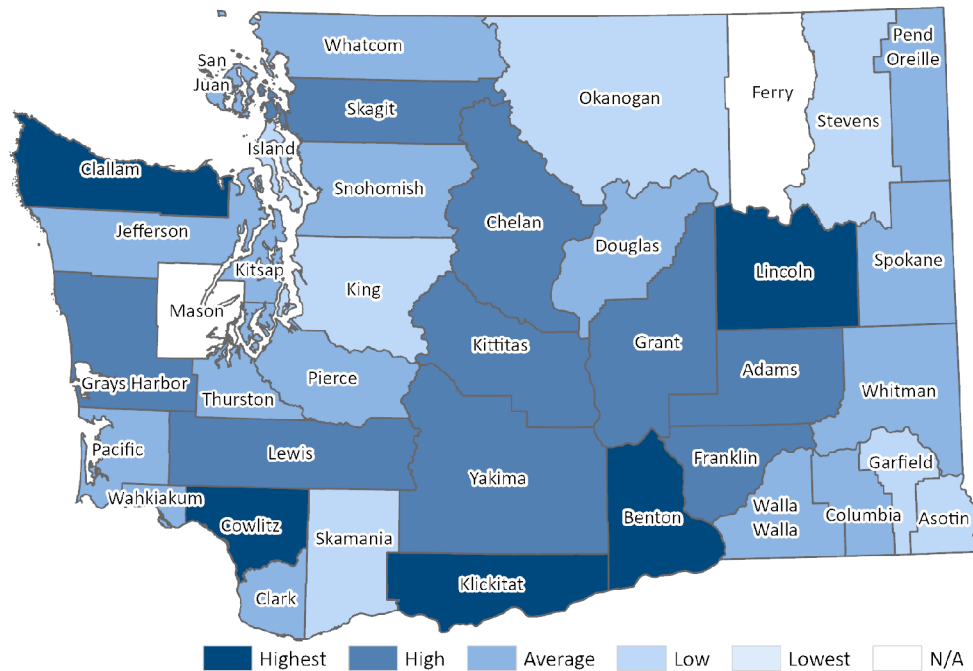 Whatcom
Pend
Oreille
San
Juan
Okanogan
Ferry
Skagit
Stevens
Island
Clallam
Snohomish
Chelan
Jefferson
Douglas
Spokane
Kitsap
Lincoln
King
Mason
Kittitas
Grant
Adams
Grays Harbor
Pierce
Whitman
Thurston
Pacific
Lewis
Franklin
Garfield
Yakima
Wahkiakum
Walla
Walla
Columbia
Asotin
Cowlitz
Skamania
Benton
Klickitat
Clark
Highest
High
Average
Low
Lowest
N/A